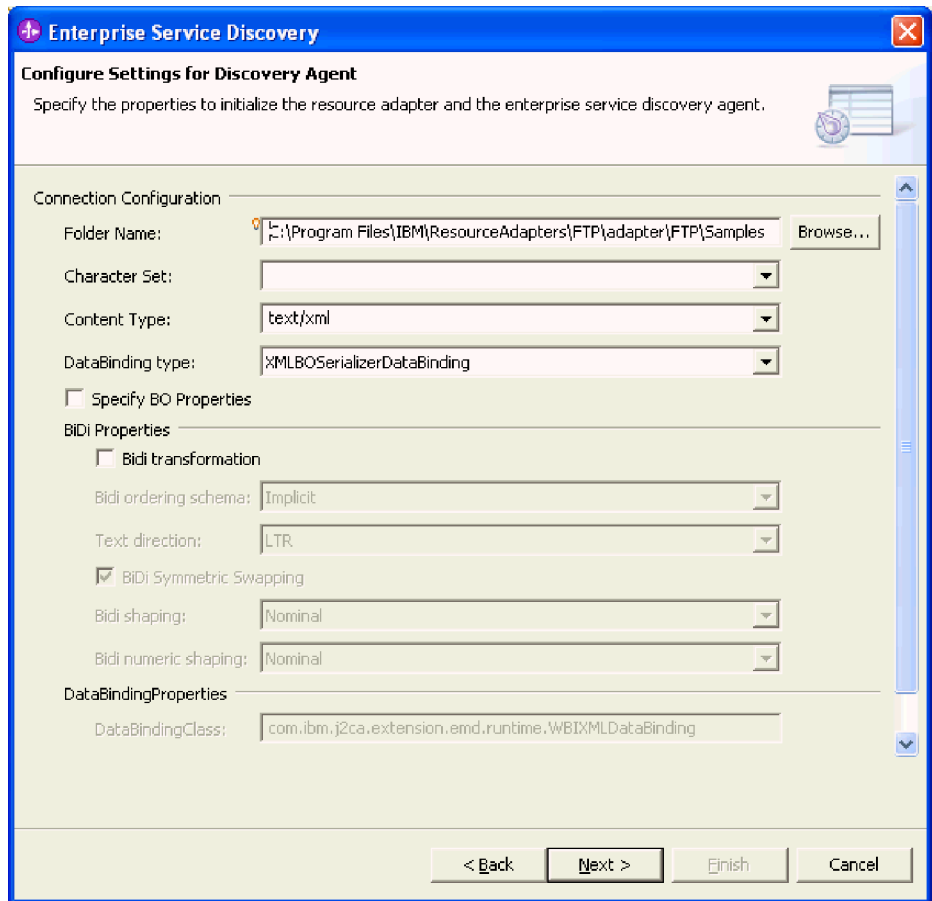 Enterprise Service Discovery
Configure Settings for Discovery Agent
Specify the properties to initialize the resource adapter and the enterprise service discovery agent.
Connection Configuration
Folder Name: C:\Program Files\IBM\ResourceAdapters\FTP\adapter\FTP\Samples Browse...
Character Set:
Content Type: text/xml
DataBinding type: XMLBOSerializerDataBinding
Specify BO Properties
BiDi Properties
Bidi transformation
Bidi ordering schema: Implicit
Text direction: LTR
BiDi Symmetric Swapping
Bidi shaping: Nominal
Bidi numeric shaping: Nominal
DataBindingProperties
DataBindingClass: com.ibm.j2ca.extension.emd.runtime.WBIXMLDataBinding
< Back Next > Finish Cancel